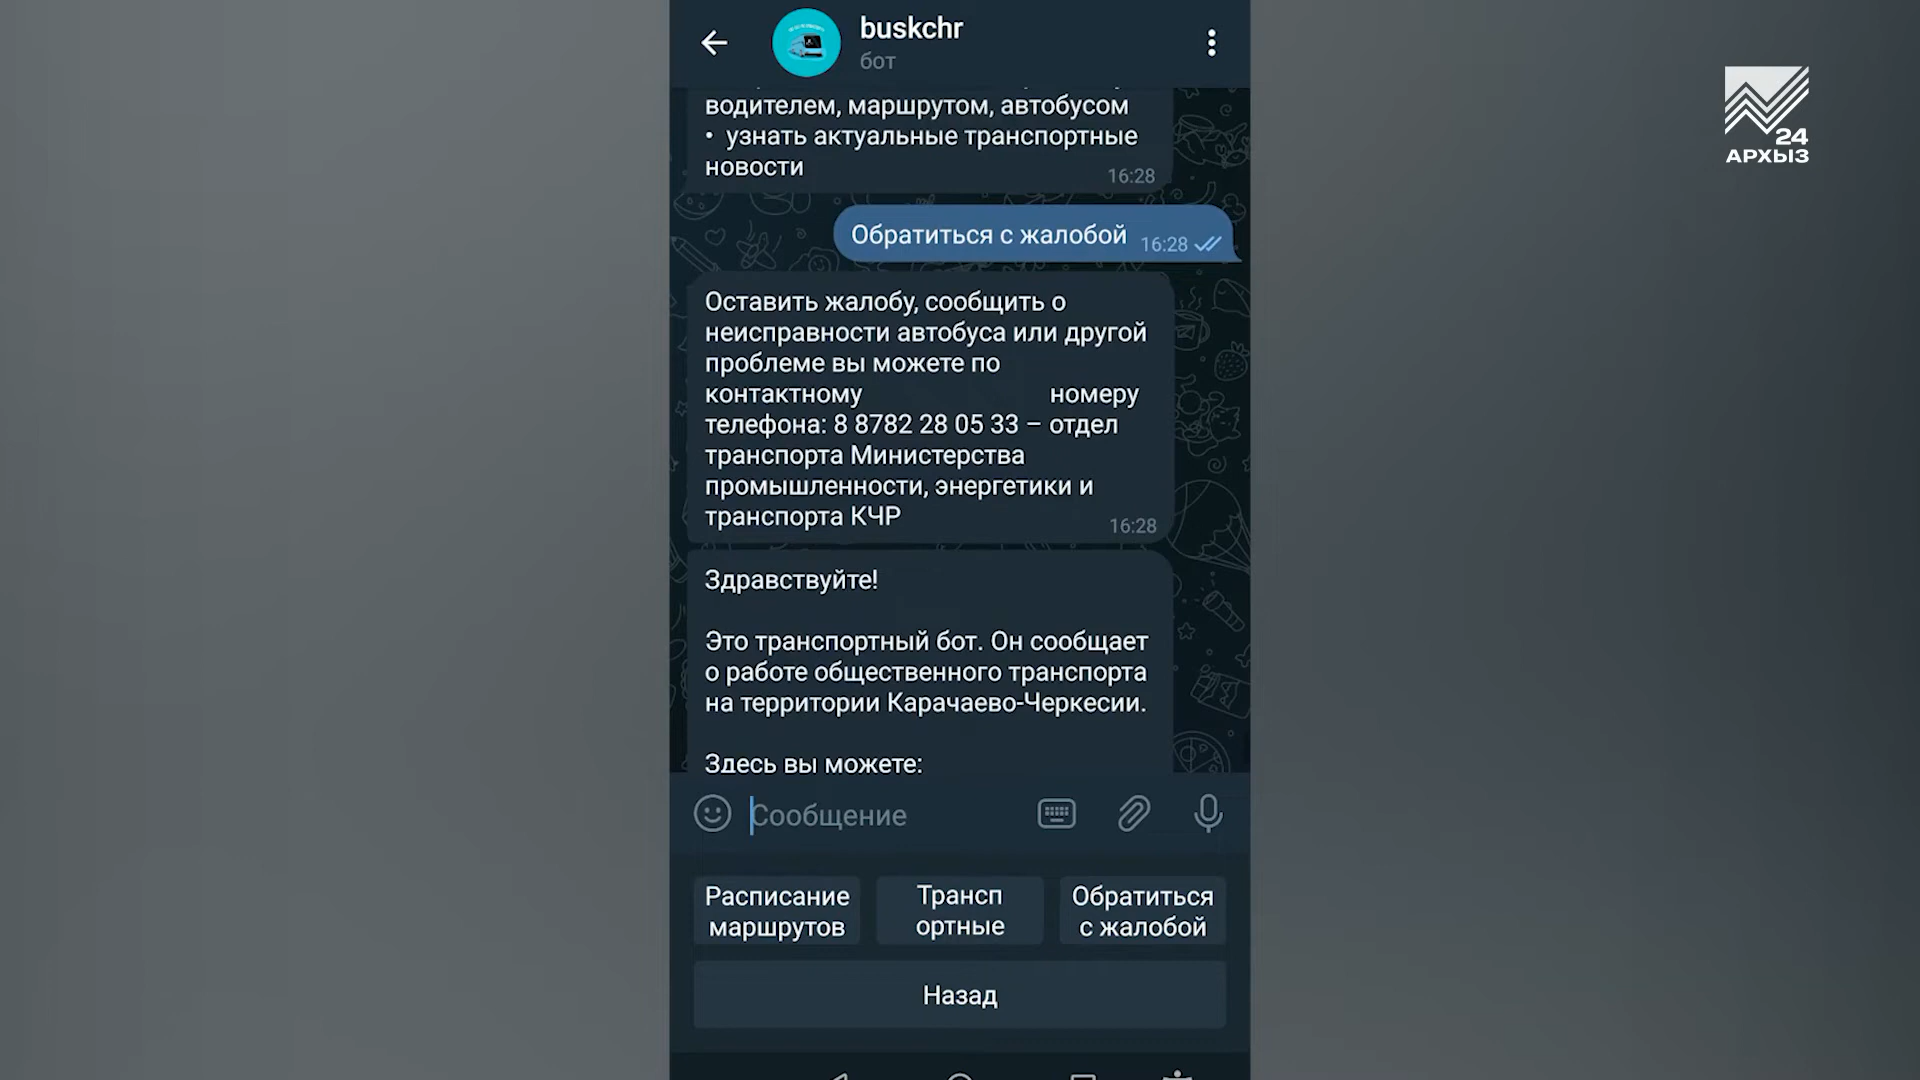 buskchr
бот
водителем, маршрутом, автобусом
• узнать актуальные транспортные
новости
16:28
Обратиться с жалобой 16:28
Оставить жалобу, сообщить о
неисправности автобуса или другой
проблеме вы можете по
контактному номеру
телефона: 8 8782 28 05 33 – отдел
транспорта Министерства
промышленности, энергетики и
транспорта КЧР
16:28
Здравствуйте!
Это транспортный бот. Он сообщает
о работе общественного транспорта
на территории Карачаево-Черкесии.
Здесь вы можете:
Сообщение
Расписание
маршрутов
Трансп
ортные
Обратиться
с жалобой
Назад
24
АРХЫЗ